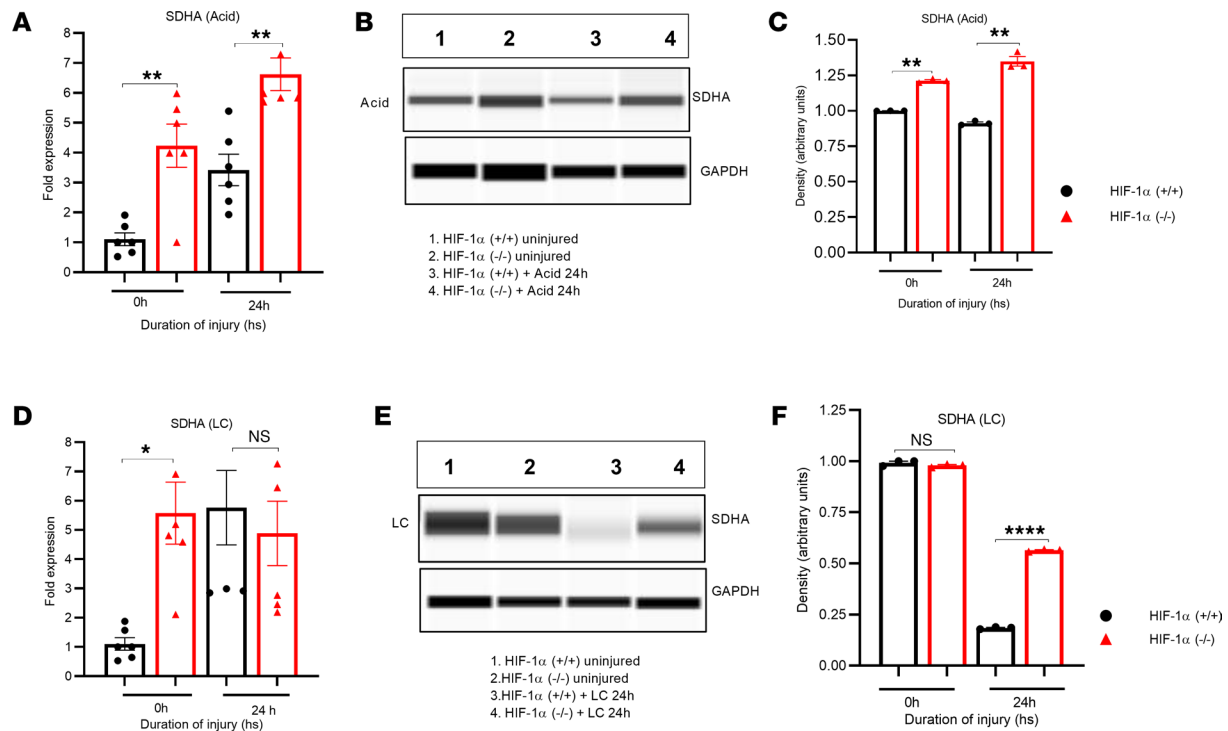 A
SDHA (Acid)
Fold expression
8
7
6
5
4
3
2
1
0
**
**
0h
24h
Duration of injury (hs)
B
1 2 3 4
Acid
SDHA
GAPDH
1. HIF-1α (+/+) uninjured
2. HIF-1α (-/-) uninjured
3. HIF-1α (+/+) + Acid 24h
4. HIF-1α (-/-) + Acid 24h
C
SDHA (Acid)
Density (arbitrary units)
1.50
1.25
1.00
0.75
0.50
0.25
0.00
**
**
0h
24h
Duration of injury (hs)
HIF-1α (+/+)
HIF-1α (-/-)
D
SDHA (LC)
Fold expression
8
7
6
5
4
3
2
1
0
*
NS
0h
24 h
Duration of injury (hs)
E
1 2 3 4
LC
SDHA
GAPDH
1. HIF-1α (+/+) uninjured
2.HIF-1α (-/-) uninjured
3.HIF-1α (+/+) + LC 24h
4. HIF-1α (-/-) + LC 24h
F
SDHA (LC)
Density (arbitrary units)
1.25
1.00
0.75
0.50
0.25
0.00
NS
****
0h
24h
Duration of injury (hs)
HIF-1α (+/+)
HIF-1α (-/-)